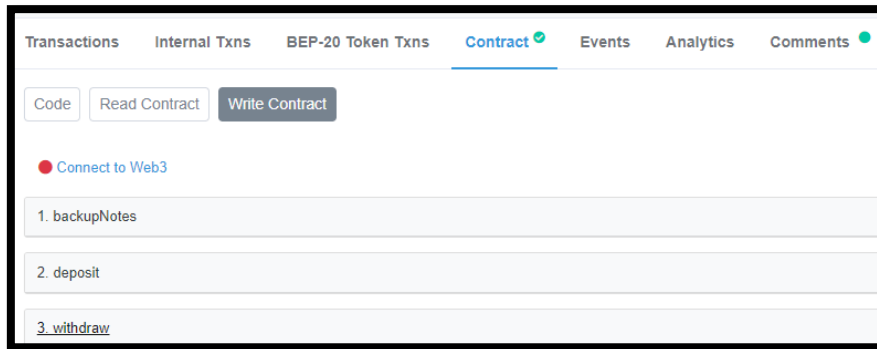 Transactions Internal Txns BEP-20 Token Txns Contract Events Analytics Comments
Code Read Contract Write Contract
Connect to Web3
1. backupNotes
2. deposit
3. withdraw